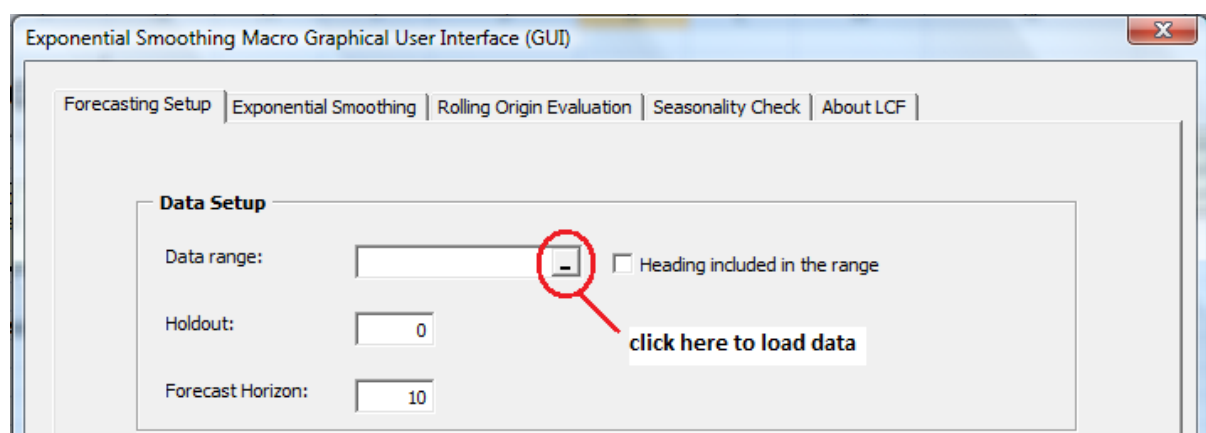 Exponential Smoothing Macro Graphical User Interface (GUI)
Forecasting Setup Exponential Smoothing Rolling Origin Evaluation Seasonality Check About LCF
Data Setup
Data range: Heading included in the range
Holdout: 0
click here to load data
Forecast Horizon: 10